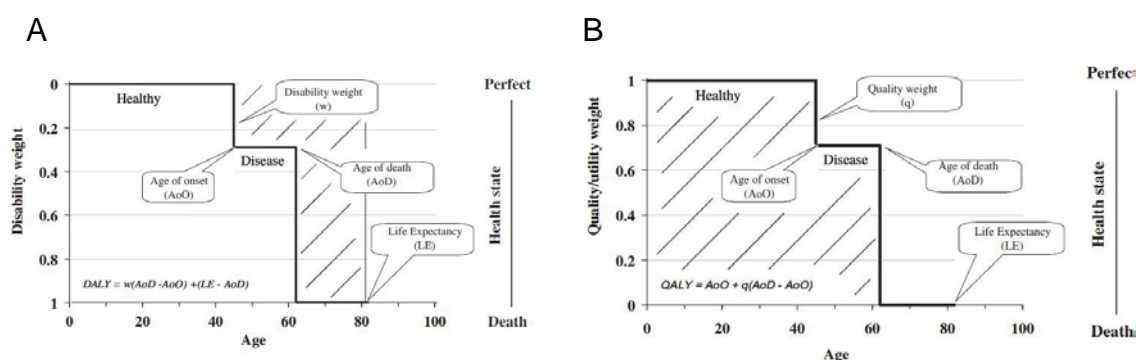 A
Disability weight
0
0.2
0.4
0.6
0.8
1
Healthy
Disability weight
(w)
Disease
Age of onset
(AoO)
Age of death
(AoD)
Life Expectancy
(LE)
DALY = w(AoD -AoO) +(LE - AoD)
0
20
40
60
80
100
Age
Perfect
Health state
Death
B
Quality/utility weight
1
0.8
0.6
0.4
0.2
0
Healthy
Quality weight
(q)
Disease
Age of onset
(AoO)
Age of death
(AoD)
Life Expectancy
(LE)
QALY = AoO + q(AoD - AoO)
0
20
40
60
80
100
Age
Perfec
Health state
Death